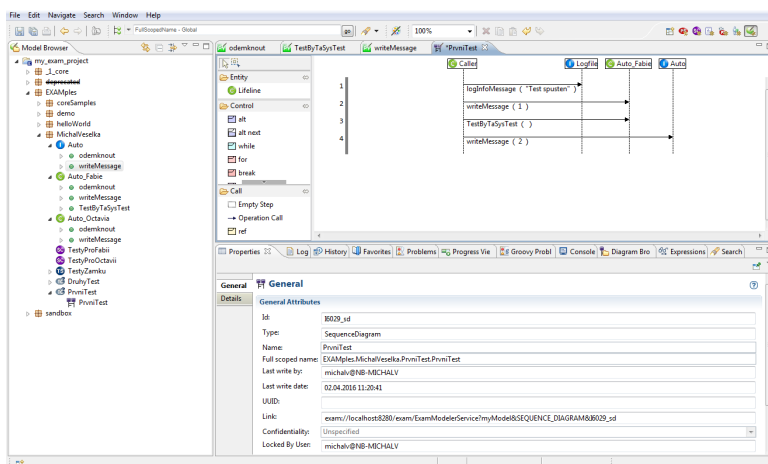 File Edit Navigate Search Window Help
FullScopedName - Global
100%
Model Browser
my_exam_project
_1_core
deprecated
EXAMples
coreSamples
demo
helloWorld
MichalVeselka
Auto
odemknout
writeMessage
Auto_Fabie
odemknout
writeMessage
TestByTaSysTest
Auto_Octavia
odemknout
writeMessage
TestyProFabii
TestyProOctavii
TestyZamku
DruhyTest
PrvniTest
PrvniTest
sandbox
odemknout TestByTaSysTest writeMessage *PrvniTest
Entity
Lifeline
Control
alt
alt next
while
for
break
Call
Empty Step
Operation Call
ref
Caller Logfile Auto_Fabie Auto
1
logInfoMessage ( "Test spusten" )
2
writeMessage ( 1 )
3
TestByTaSysTest ( )
4
writeMessage ( 2 )
Properties Log History Favorites Problems Progress Vie Groovy Probl Console Diagram Bro Expressions Search
General
Details
General
General Attributes
Id: I6029_sd
Type: SequenceDiagram
Name: PrvniTest
Full scoped name: EXAMples.MichalVeselka.PrvniTest.PrvniTest
Last write by: michalv@NB-MICHALV
Last write date: 02.04.2016 11:20:41
UUID:
Link: exam://localhost:8280/exam/ExamModelerService?myModel&SEQUENCE_DIAGRAM&I6029_sd
Confidentiality: Unspecified
Locked By User: michalv@NB-MICHALV